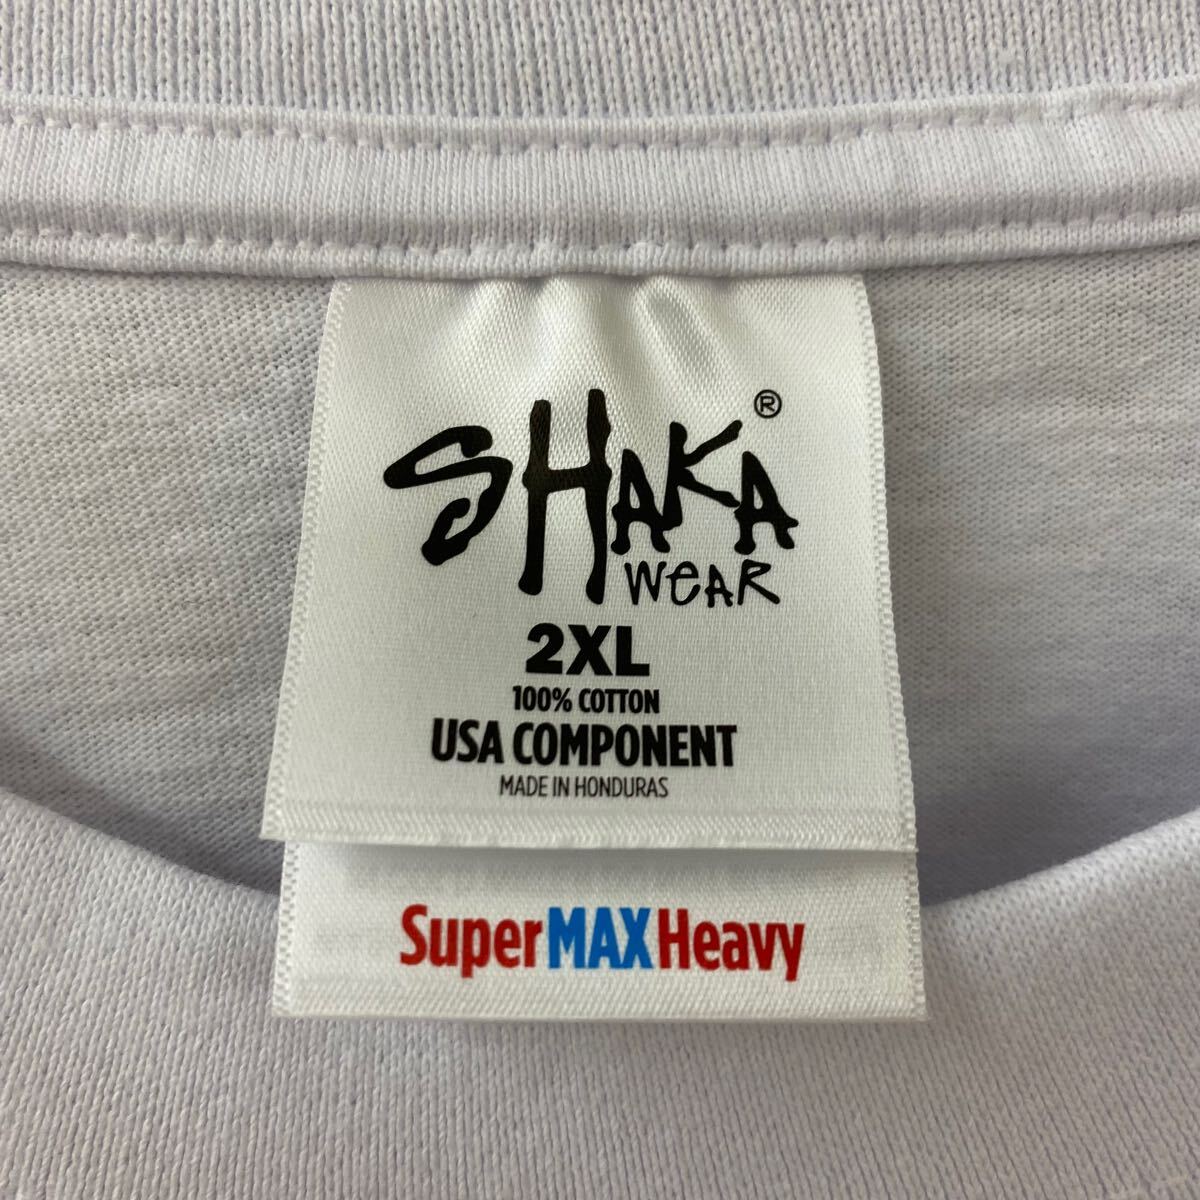 SHAKA®
WEAR
2XL
100% COTTON
USA COMPONENT
MADE IN HONDURAS
SuperMAXHeavy